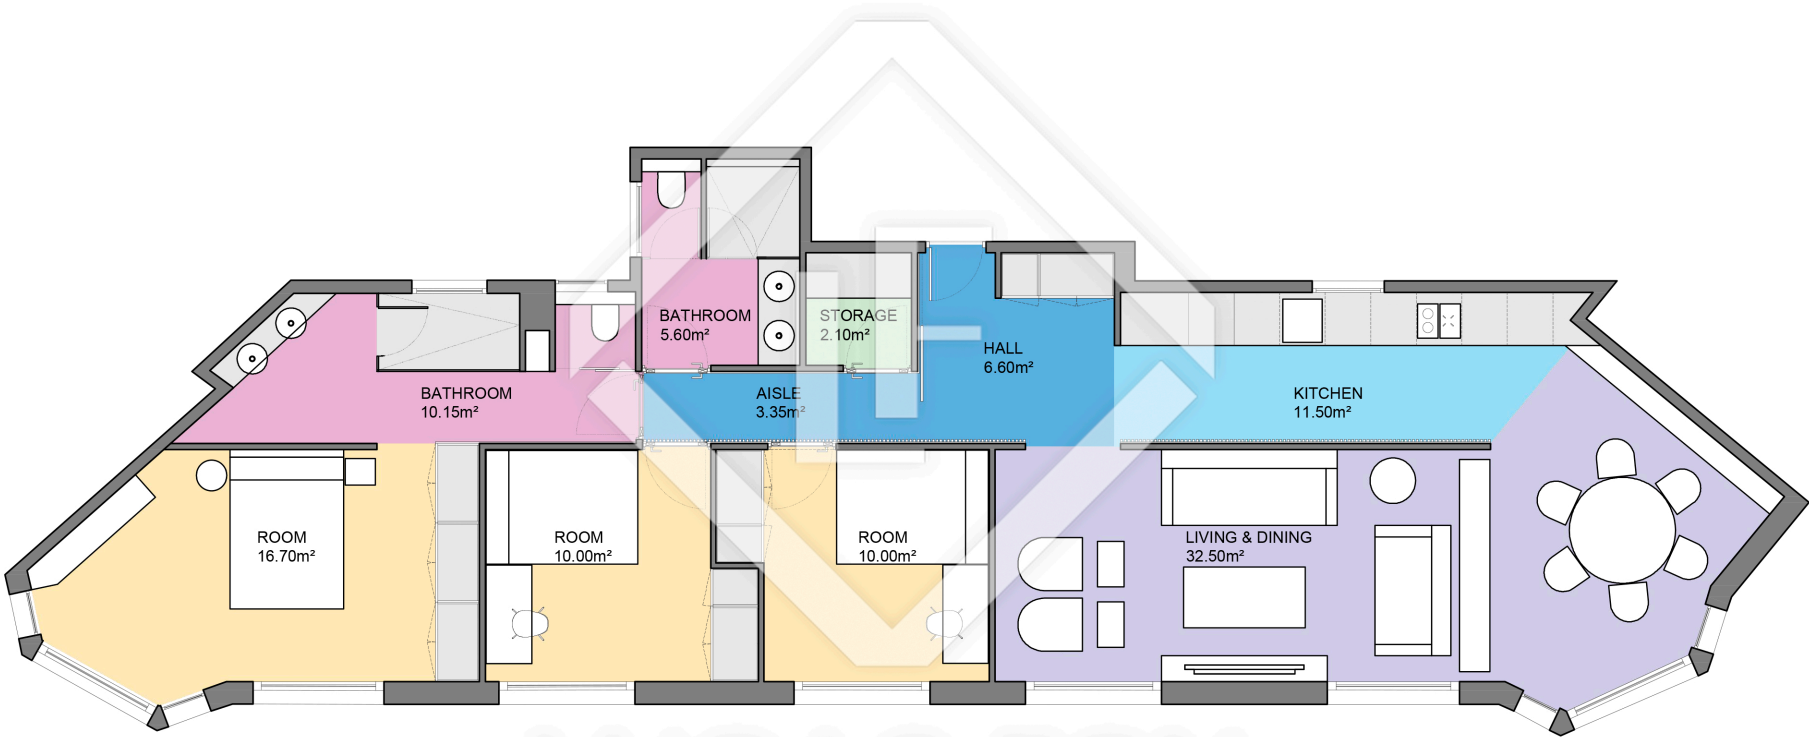 BATHROOM
5.60m²
STORAGE
2.10m²
HALL
6.60m²
BATHROOM
10.15m²
AISLE
3.35m²
KITCHEN
11.50m²
ROOM
16.70m²
ROOM
10.00m²
ROOM
10.00m²
LIVING & DINING
32.50m²